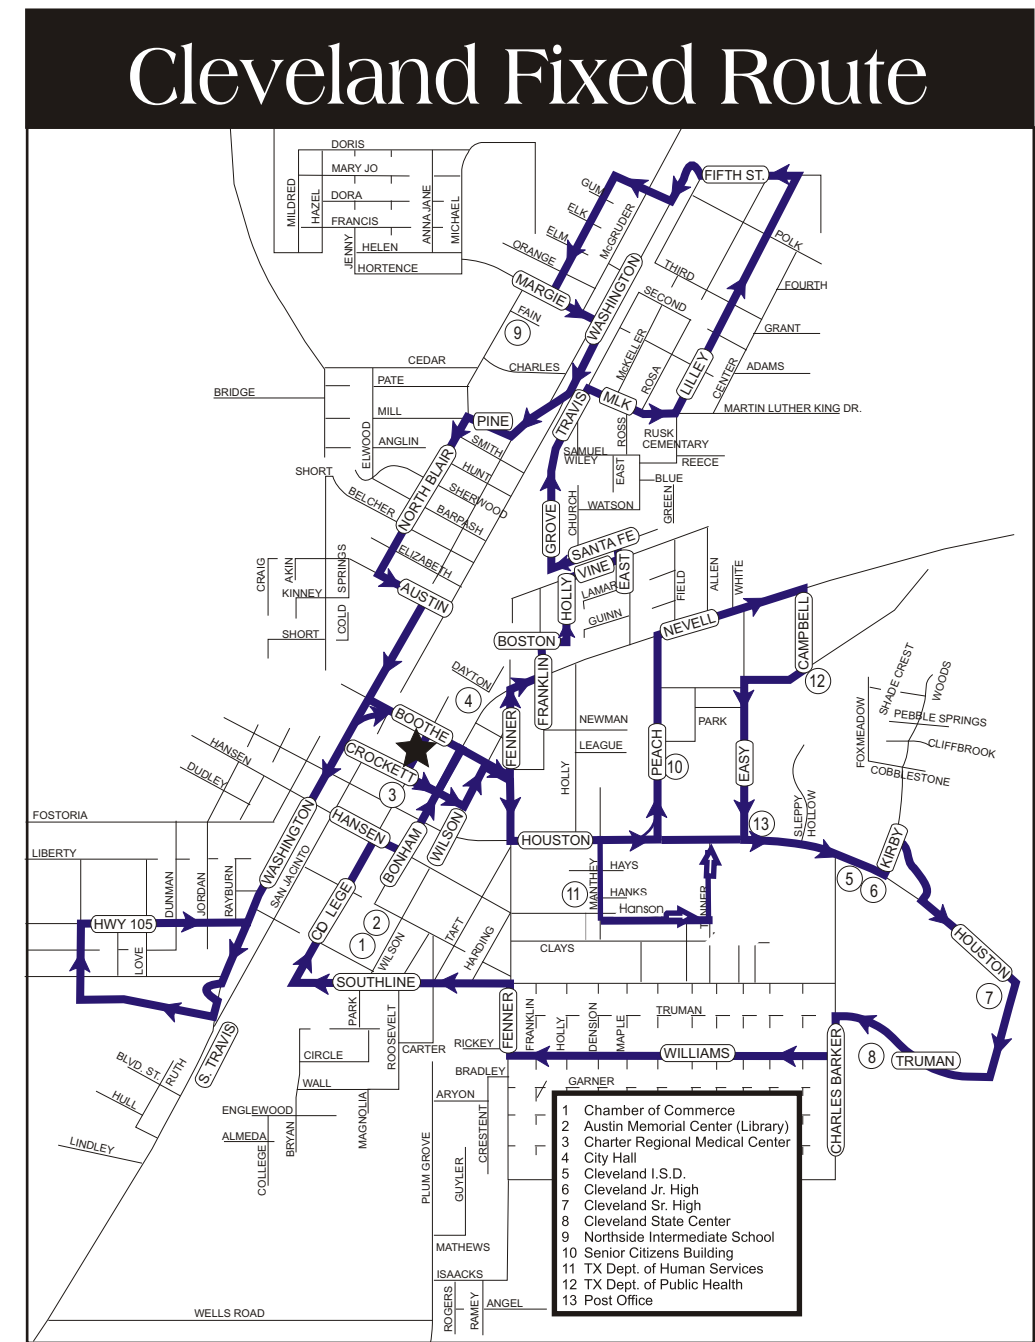 Cleveland Fixed Route
DORIS
MARY JO
DORA
FRANCIS
MILDRED
HAZEL
ANNA JANE
MICHAEL
JENNY
HELEN
HORTENCE
GUM
ELK
ELM
ORANGE
McGRUDER
FIFTH ST.
POLK
THIRD
SECOND
FOURTH
GRANT
ADAMS
CENTER
MARGIE
WASHINGTON
FAIN
9
McKELLER
ROSA
LILLEY
CEDAR
CHARLES
PATE
BRIDGE
MILL
ANGLIN
ELWOOD
PINE
TRAVIS
MLK
MARTIN LUTHER KING DR.
ROSS
RUSK
CEMENTARY
SAMUEL
WILEY
EAST
REECE
BLUE
GREEN
WATSON
CHURCH
SMITH
HUNT
SHERWOOD
BARPASH
ELIZABETH
NORTH BLAIR
SHORT
BELCHER
GROVE
SANTA FE
VINE
EAST
LAMAR
GUINN
HOLLY
BOSTON
FIELD
ALLEN
WHITE
CRAIG
AKIN
KINNEY
SPRINGS
COLD
SHORT
AUSTIN
NEVELL
CAMPBELL
12
DAYTON
4
FRANKLIN
FENNER
BOOTHE
CROCKETT
3
NEWMAN
LEAGUE
HOLLY
PEACH
10
PARK
EASY
13
SLEPPY
HOLLOW
FOXMEADOW
SHADE CREST
WOODS
PEBBLE SPRINGS
CLIFFBROOK
COBBLESTONE
KIRBY
5
6
HANSEN
DUDLEY
FOSTORIA
LIBERTY
HWY 105
DUNMAN
JORDAN
RAYBURN
LOVE
WASHINGTON
SAN JACINTO
HANSEN
BONHAM
WILSON
HOUSTON
MANTHEY
HAYS
HANKS
Hanson
11
CLAYS
COLLEGE
2
1
WILSON
TAFT
HARDING
SOUTHLINE
HOUSTON
7
TRUMAN
8
CHARLES BARKER
FENNER
FRANKLIN
HOLLY
DENSION
MAPLE
TRUMAN
WILLIAMS
GARNER
PARK
ROOSEVELT
CARTER
RICKEY
BRADLEY
CIRCLE
WALL
S. TRAVIS
BLVD. ST.
RUTH
HULL
LINDLEY
ENGLEWOOD
ALMEDA
COLLEGE
BRYAN
MAGNOLIA
ARYON
PLUM GROVE
CRESTENT
GUYLER
MATHEWS
ISAACKS
ROGERS
RAMEY
ANGEL
WELLS ROAD
1 Chamber of Commerce
2 Austin Memorial Center (Library)
3 Charter Regional Medical Center
4 City Hall
5 Cleveland I.S.D.
6 Cleveland Jr. High
7 Cleveland Sr. High
8 Cleveland State Center
9 Northside Intermediate School
10 Senior Citizens Building
11 TX Dept. of Human Services
12 TX Dept. of Public Health
13 Post Office